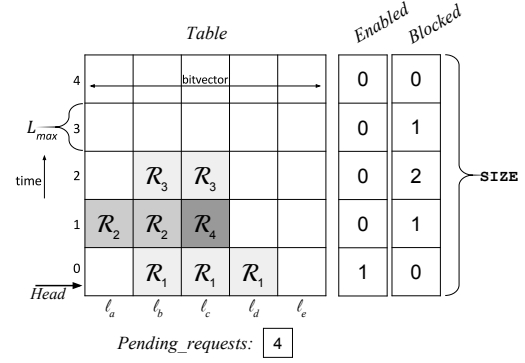 Table Enabled Blocked
4 bitvector 0 0
L_max 3 0 1
time 2 R_3 R_3 0 2 SIZE
1 R_2 R_2 R_4 0 1
0 R_1 R_1 R_1 1 0
Head
ℓ_a ℓ_b ℓ_c ℓ_d ℓ_e
Pending_requests: 4